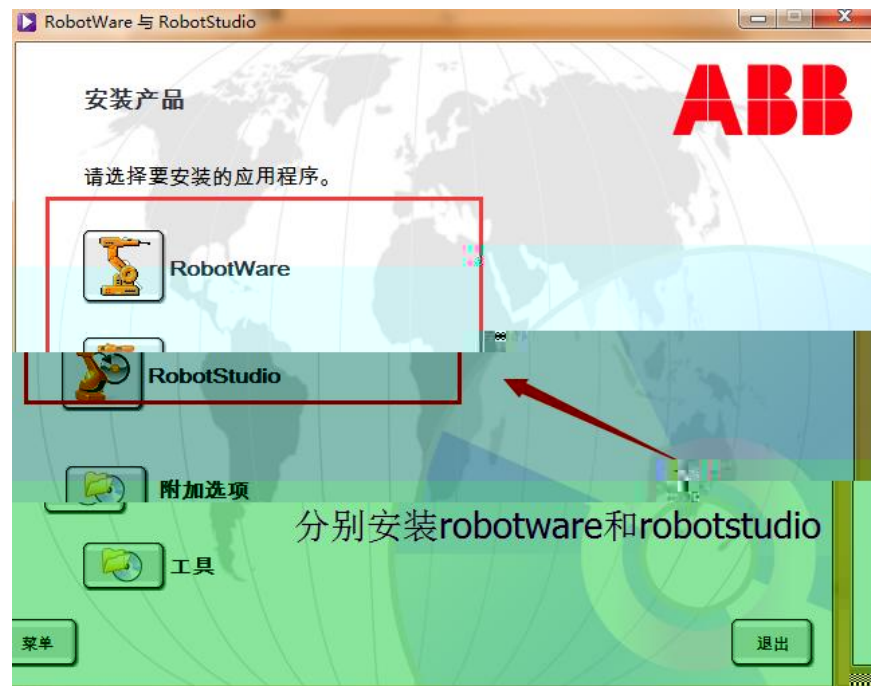 RobotWare 与 RobotStudio
安装产品
ABB
请选择要安装的应用程序。
RobotWare
RobotStudio
附加选项
分别安装robotware和robotstudio
工具
菜单
退出